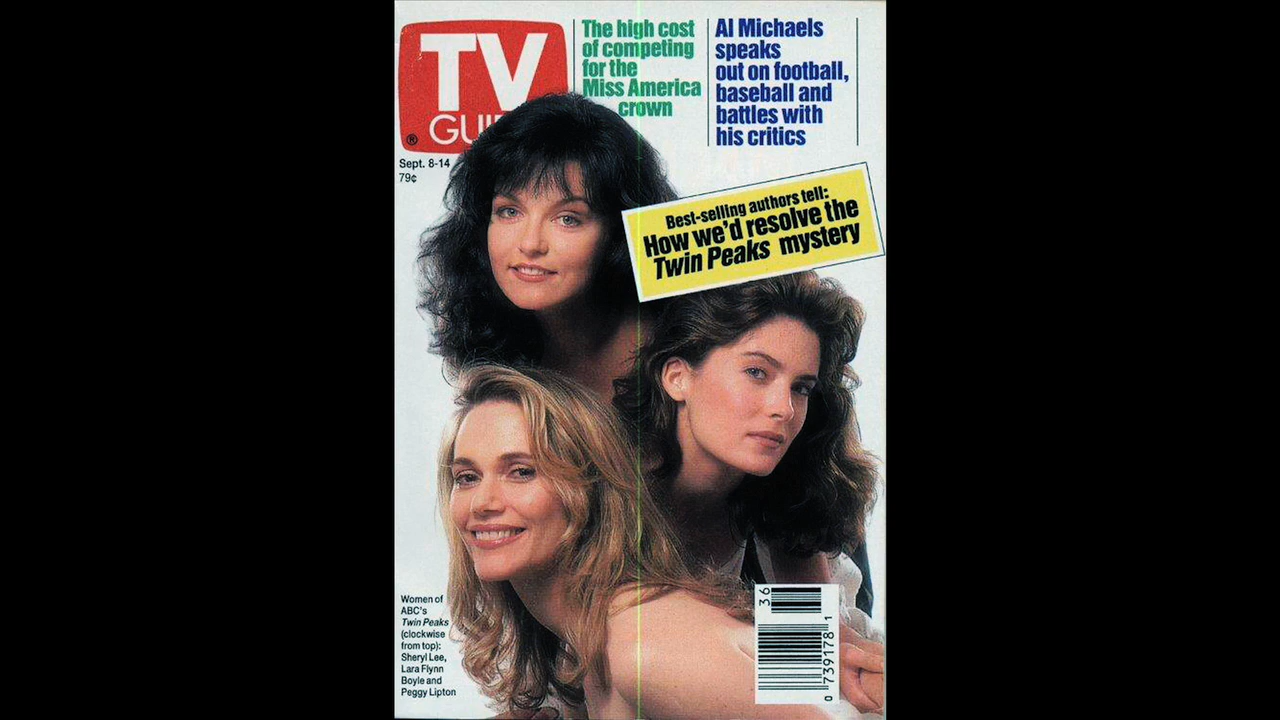 TV
GUI
®
Sept. 8-14
79¢
The high cost
of competing
for the
Miss America
crown
Al Michaels
speaks
out on football,
baseball and
battles with
his critics
Best-selling authors tell:
How we'd resolve the
Twin Peaks mystery
Women of
ABC's
Twin Peaks
(clockwise
from top):
Sheryl Lee,
Lara Flynn
Boyle and
Peggy Lipton
36
0 739178 1